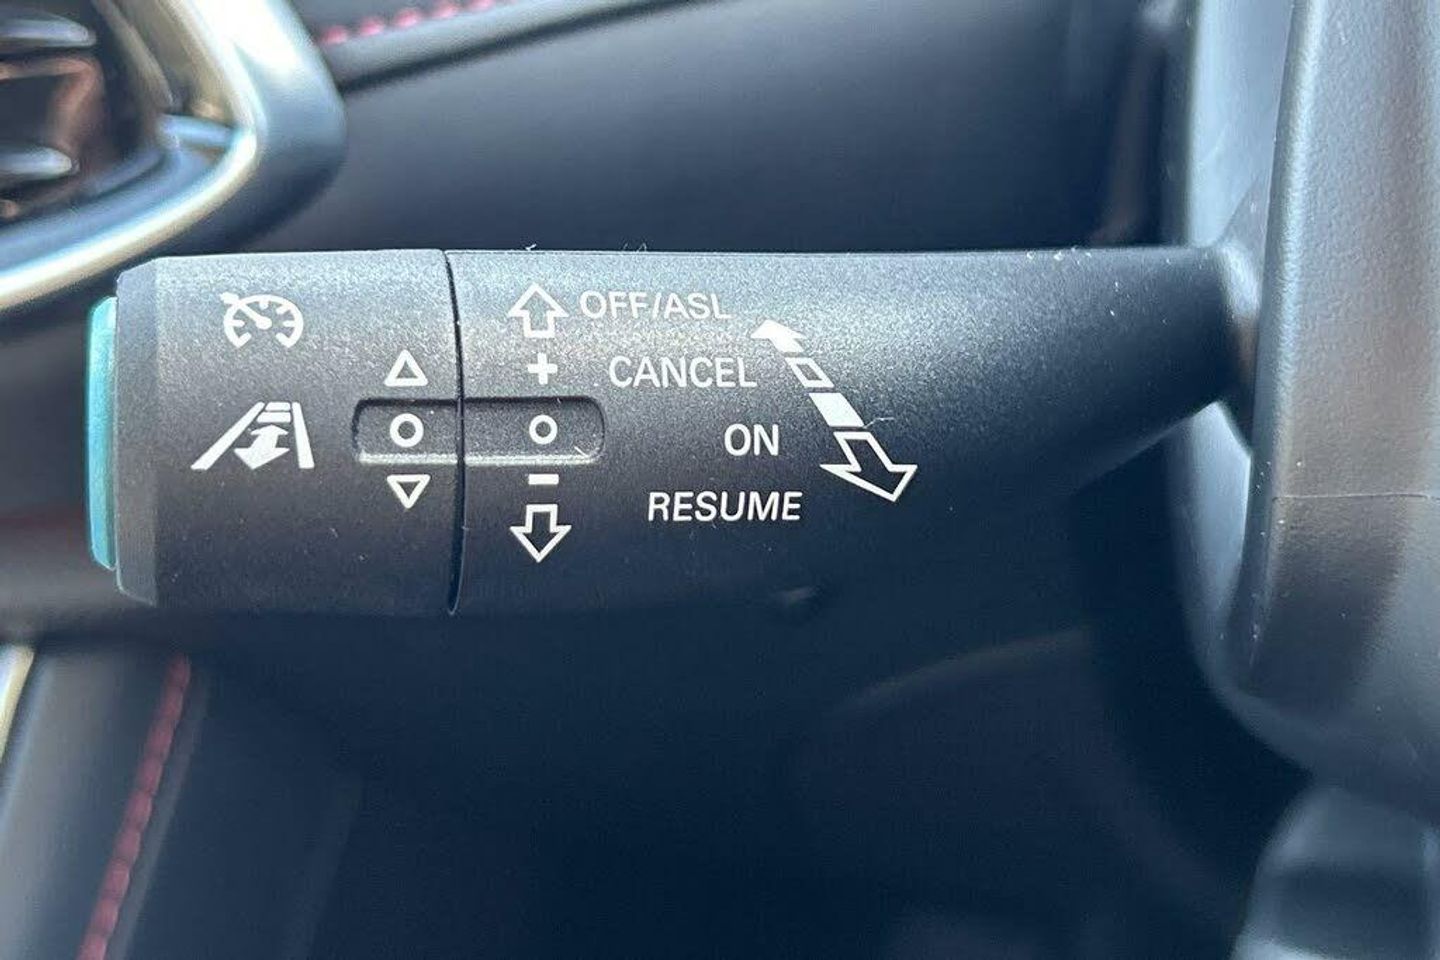 OFF/ASL
+
CANCEL
ON
-
RESUME